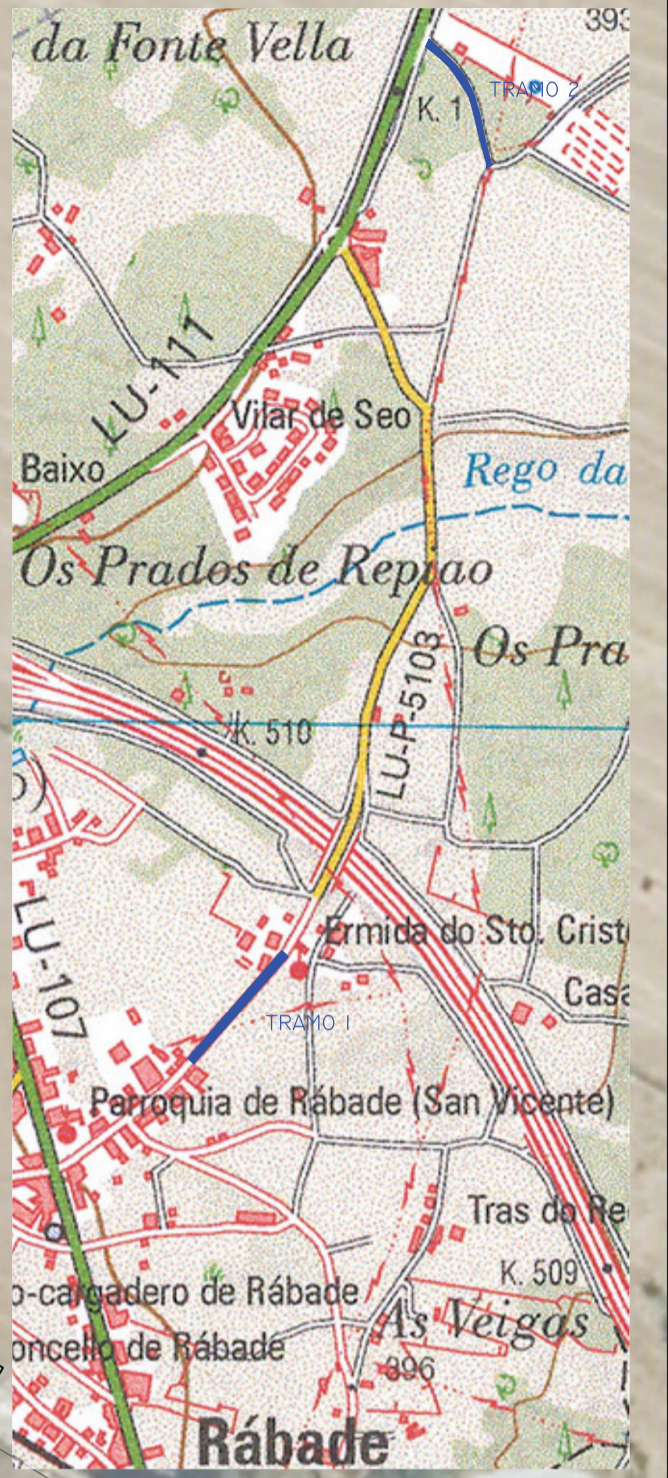 393
da Fonte Vella
TRAMO 2
K. 1
LU-111
Vilar de Seo
Baixo
Rego da
Os Prados de Repiao
Os Pra
LU-P-5103
K. 510
o)
LU-107
Ermida do Sto. Crist
Casa
TRAMO 1
Parroquia de Rábade (San Vicente)
Tras do Re
K. 509
o-cargadero de Rábade
As Veigas
oncello de Rábade
396
Rábade